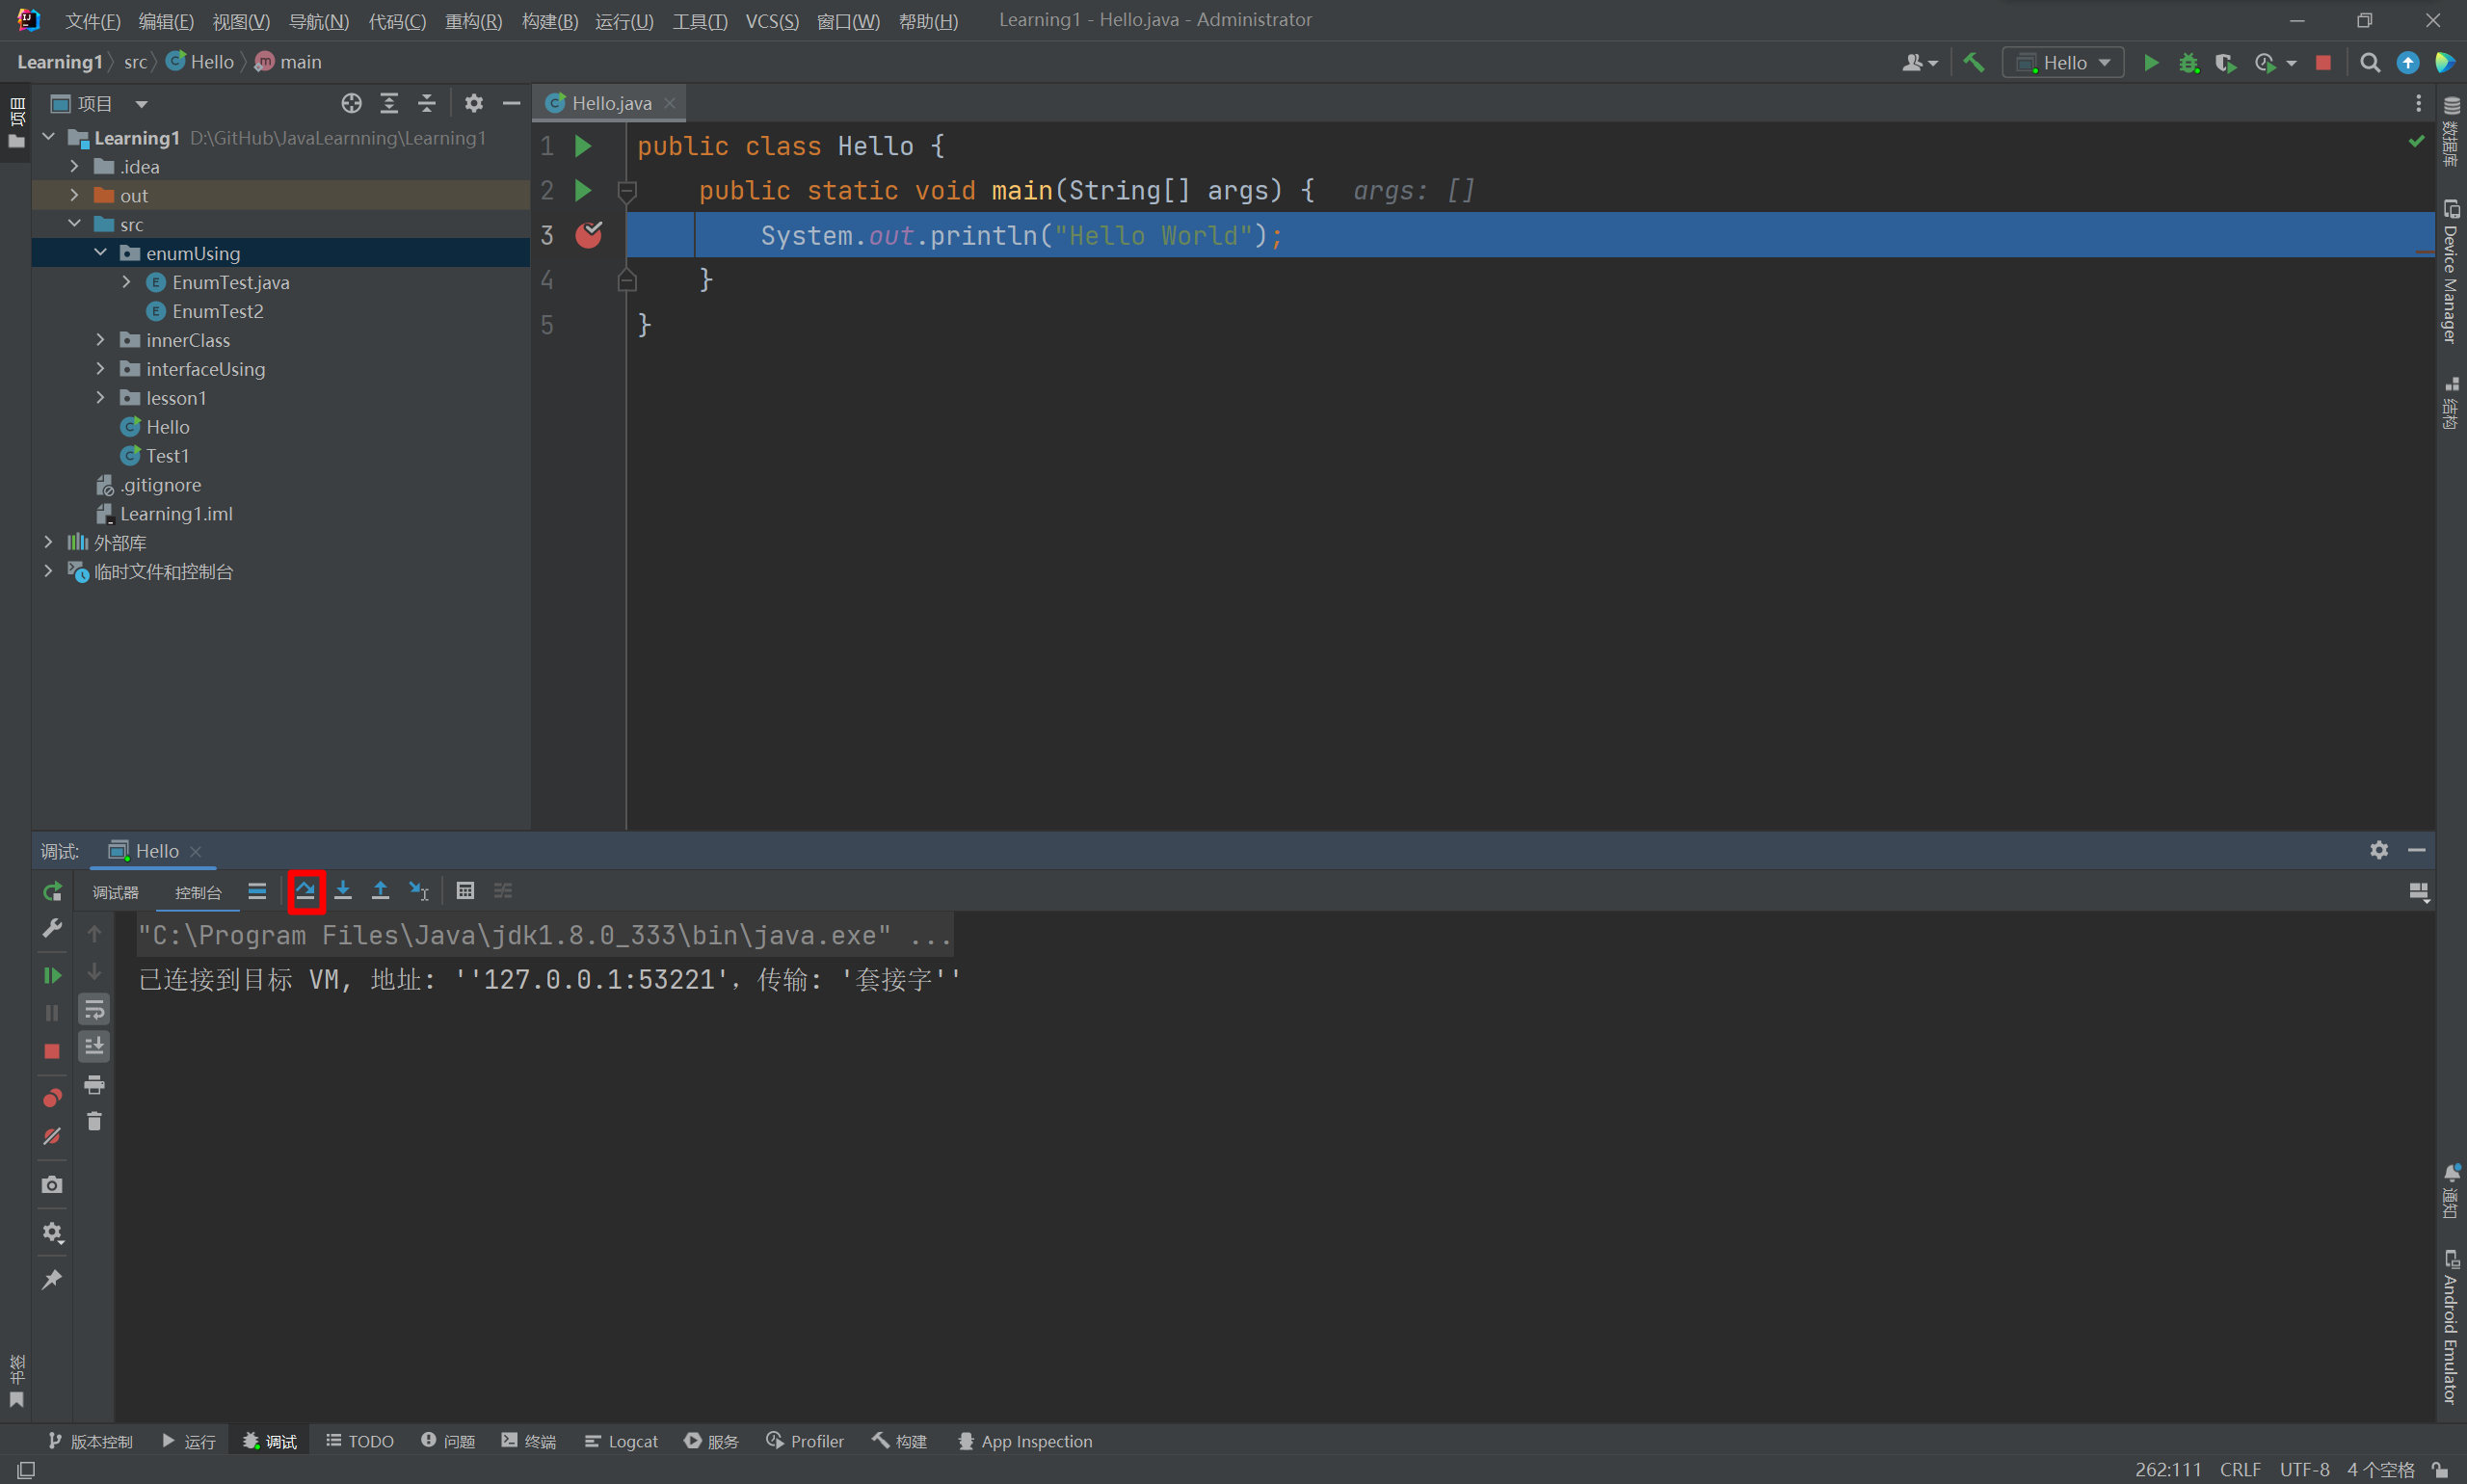 文件(F) 编辑(E) 视图(V) 导航(N) 代码(C) 重构(R) 构建(B) 运行(U) 工具(T) VCS(S) 窗口(W) 帮助(H) Learning1 - Hello.java - Administrator
Learning1 src Hello main
Hello
项目
项目
Learning1 D:\GitHub\JavaLearnning\Learning1
.idea
out
src
enumUsing
EnumTest.java
EnumTest2
innerClass
interfaceUsing
lesson1
Hello
Test1
.gitignore
Learning1.iml
外部库
临时文件和控制台
Hello.java
1 public class Hello {
2 public static void main(String[] args) { args: []
3 System.out.println("Hello World");
4 }
5 }
数据库
Device Manager
结构
通知
Android Emulator
调试: Hello
调试器 控制台
"C:\Program Files\Java\jdk1.8.0_333\bin\java.exe" ...
已连接到目标 VM, 地址: ''127.0.0.1:53221'，传输: '套接字''
书签
版本控制 运行 调试 TODO 问题 终端 Logcat 服务 Profiler 构建 App Inspection
262:111 CRLF UTF-8 4 个空格